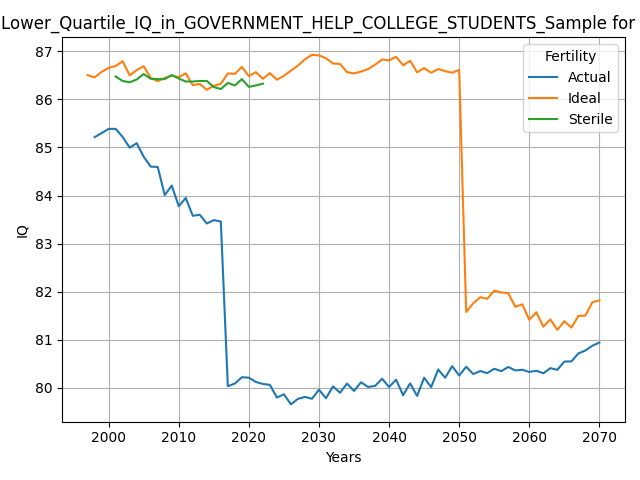 Lower_Quartile_IQ_in_GOVERNMENT_HELP_COLLEGE_STUDENTS_Sample for
Fertility
Actual
Ideal
Sterile
IQ
87
86
85
84
83
82
81
80
2000 2010 2020 2030 2040 2050 2060 2070
Years